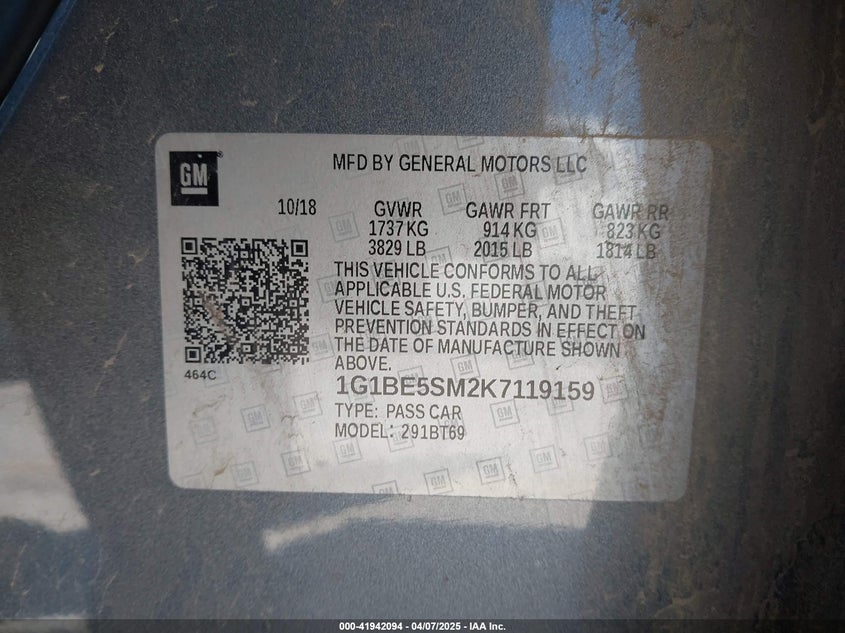 GM
MFD BY GENERAL MOTORS LLC
10/18 GVWR GAWR FRT GAWR RR
1737 KG 914 KG 823 KG
3829 LB 2015 LB 1814 LB
THIS VEHICLE CONFORMS TO ALL
APPLICABLE U.S. FEDERAL MOTOR
VEHICLE SAFETY, BUMPER, AND THEFT
PREVENTION STANDARDS IN EFFECT ON
THE DATE OF MANUFACTURE SHOWN
ABOVE.
464C
1G1BE5SM2K7119159
TYPE: PASS CAR
MODEL: 291BT69
000-41942094 - 04/07/2025 - IAA Inc.